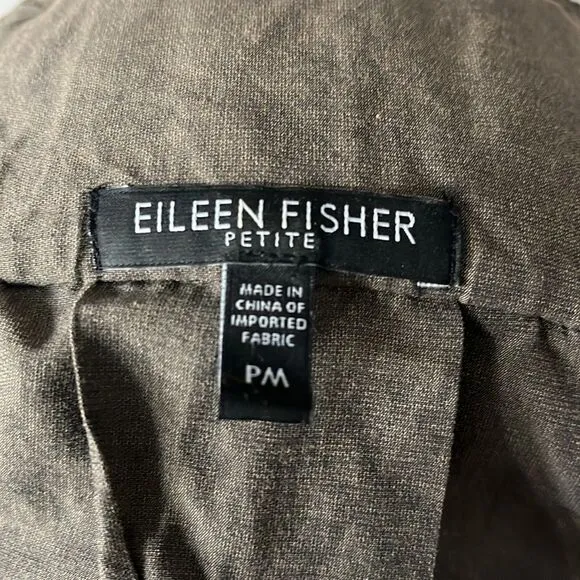 EILEEN FISHER
PETITE
MADE IN
CHINA OF
IMPORTED
FABRIC
PM